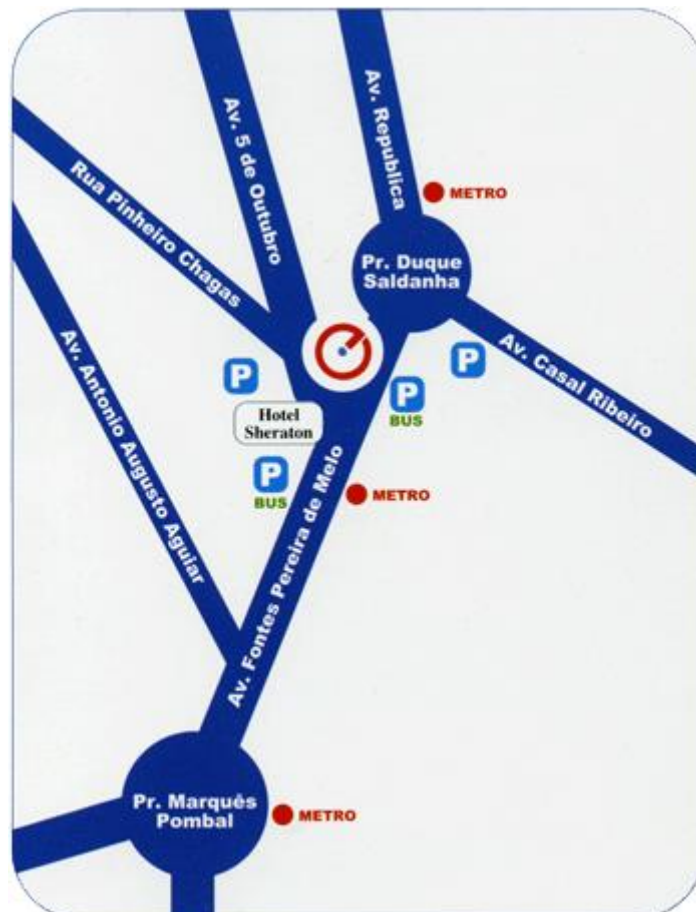 Av. 5 de Outubro
Av. Republica
METRO
Rua Pinheiro Chagas
Pr. Duque
Saldanha
Av. Antonio Augusto Aguiar
Av. Casal Ribeiro
P
P
P
BUS
Hotel
Sheraton
P
BUS
METRO
Av. Fontes Pereira de Melo
Pr. Marquês
Pombal
METRO